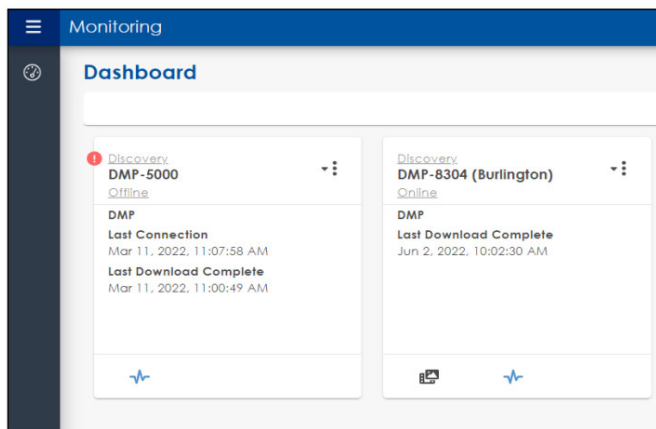 Monitoring
Dashboard
Discovery
DMP-5000
Offline
DMP
Last Connection
Mar 11, 2022, 11:07:58 AM
Last Download Complete
Mar 11, 2022, 11:00:49 AM
Discovery
DMP-8304 (Burlington)
Online
DMP
Last Download Complete
Jun 2, 2022, 10:02:30 AM